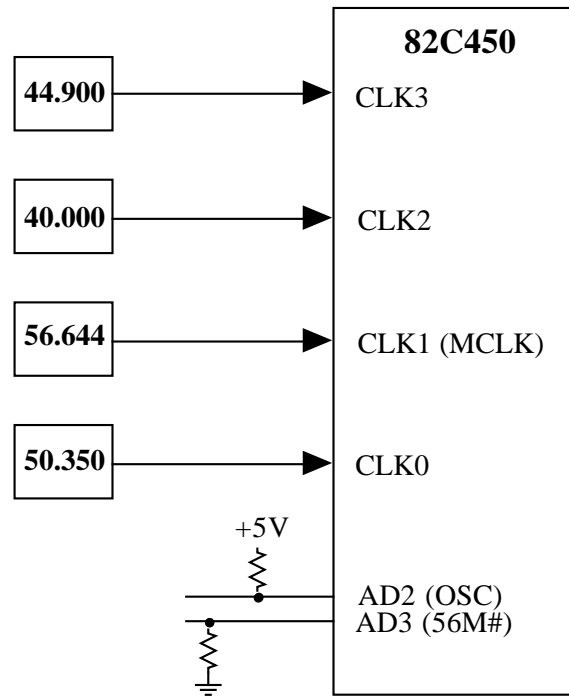 82C450
44.900
CLK3
40.000
CLK2
56.644
CLK1 (MCLK)
50.350
CLK0
+5V
AD2 (OSC)
AD3 (56M#)